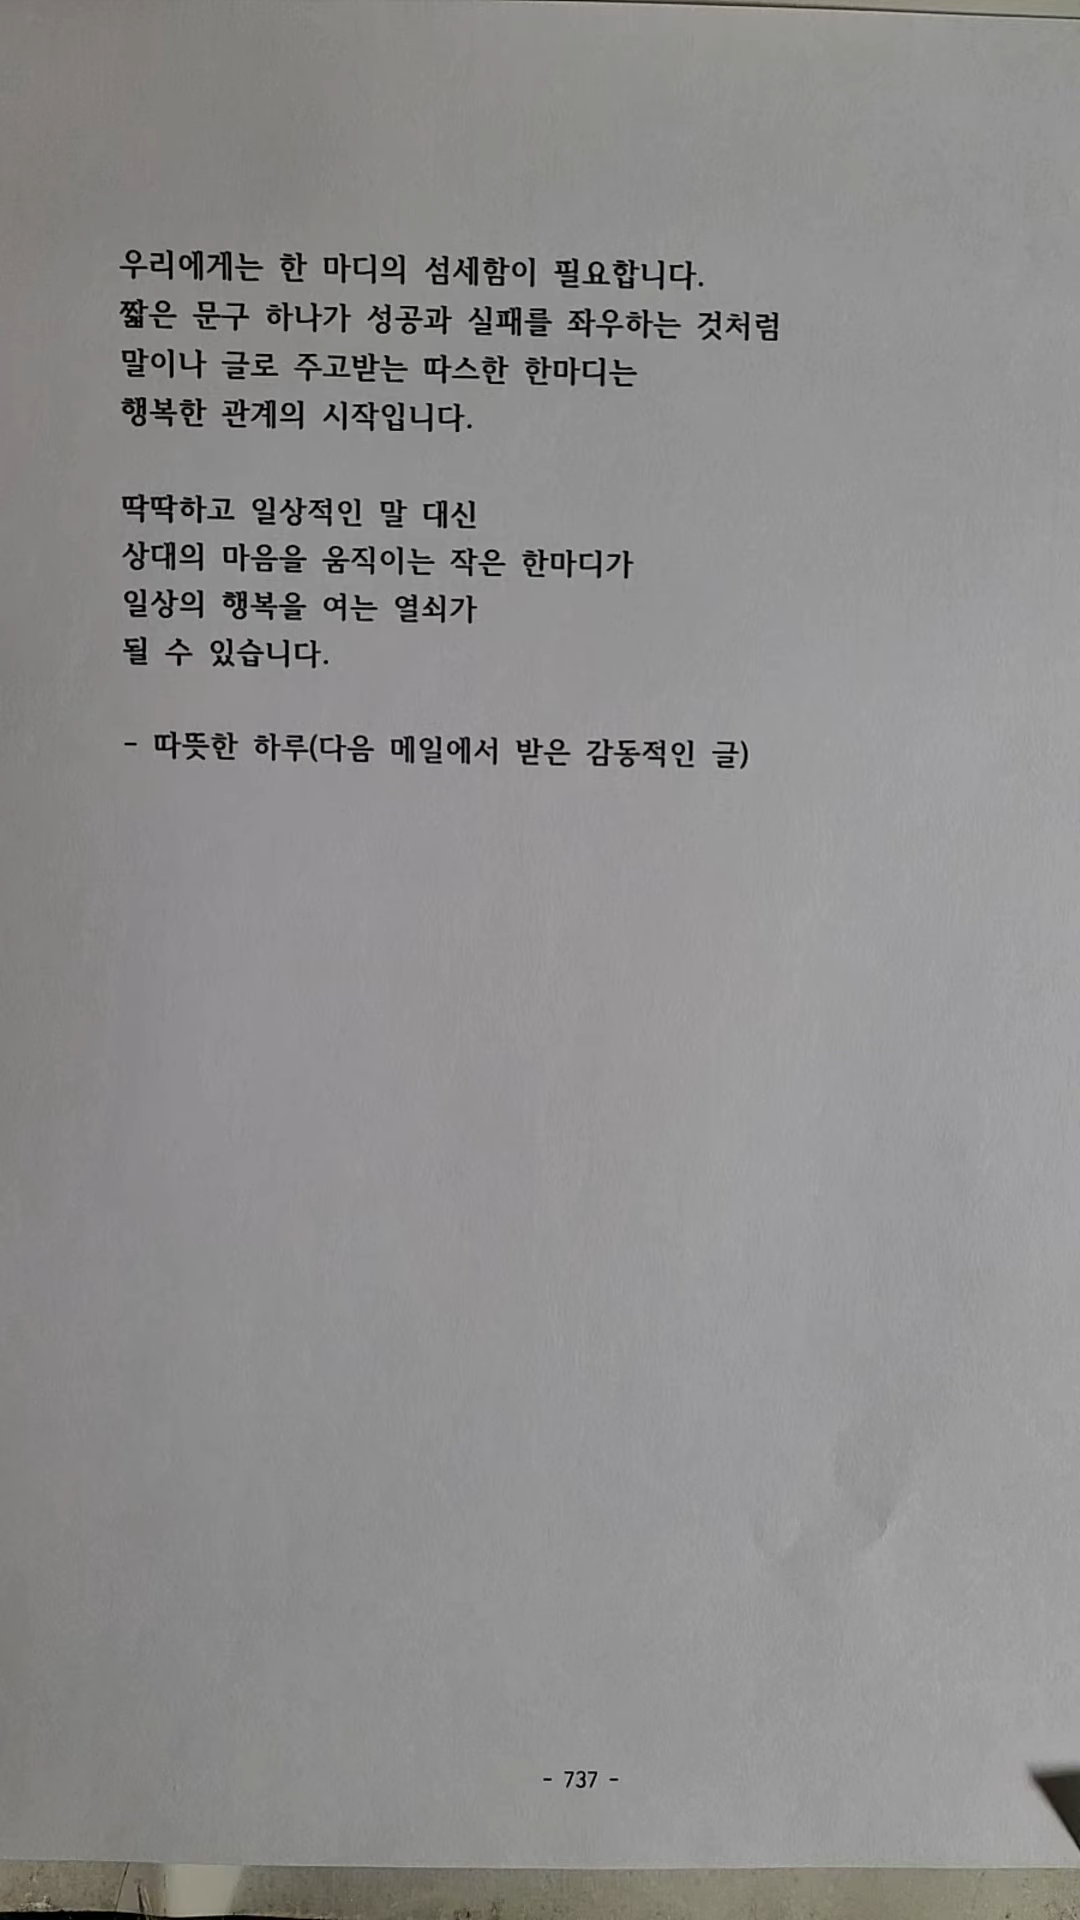 우리에게는 한 마디의 섬세함이 필요합니다.
짧은 문구 하나가 성공과 실패를 좌우하는 것처럼
말이나 글로 주고받는 따스한 한마디는
행복한 관계의 시작입니다.
딱딱하고 일상적인 말 대신
상대의 마음을 움직이는 작은 한마디가
일상의 행복을 여는 열쇠가
될 수 있습니다.
- 따뜻한 하루(다음 메일에서 받은 감동적인 글)
- 737 -